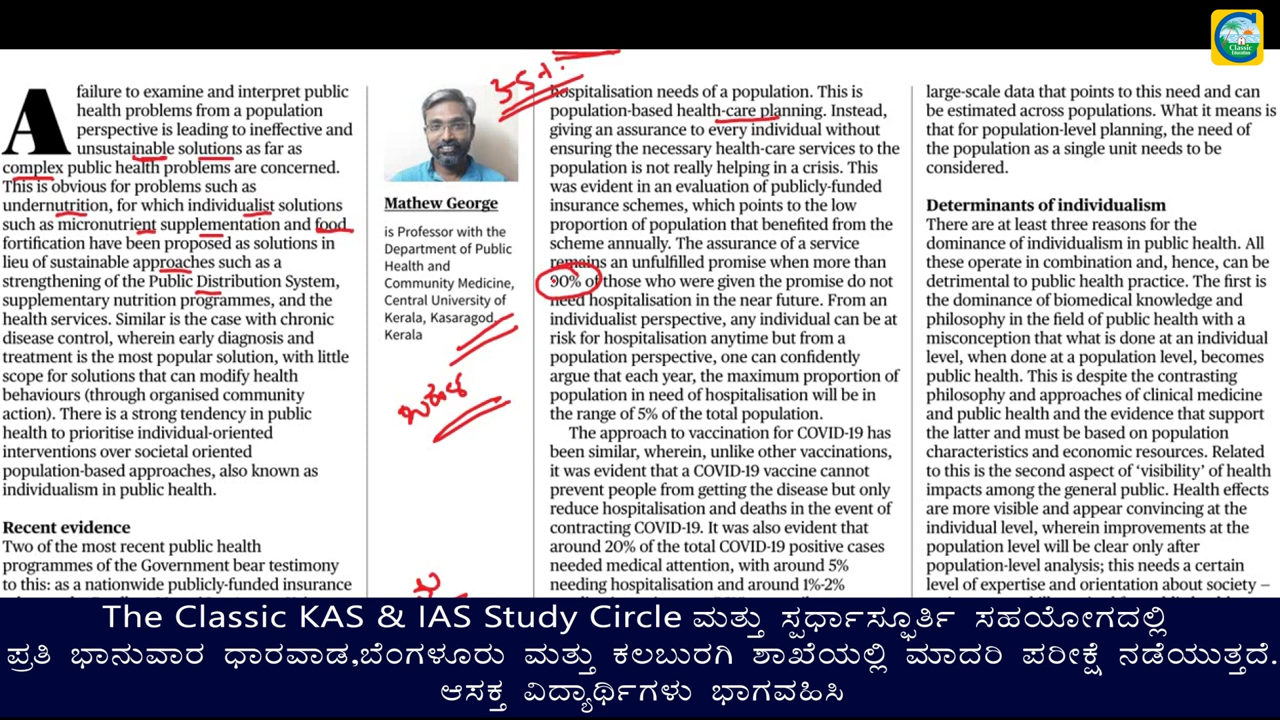 Classic
Education
A failure to examine and interpret public
health problems from a population
perspective is leading to ineffective and
unsustainable solutions as far as
complex public health problems are concerned.
This is obvious for problems such as
undernutrition, for which individualist solutions
such as micronutrient supplementation and food
fortification have been proposed as solutions in
lieu of sustainable approaches such as a
strengthening of the Public Distribution System,
supplementary nutrition programmes, and the
health services. Similar is the case with chronic
disease control, wherein early diagnosis and
treatment is the most popular solution, with little
scope for solutions that can modify health
behaviours (through organised community
action). There is a strong tendency in public
health to prioritise individual-oriented
interventions over societal oriented
population-based approaches, also known as
individualism in public health.
Recent evidence
Two of the most recent public health
programmes of the Government bear testimony
to this: as a nationwide publicly-funded insurance
Mathew George
is Professor with the
Department of Public
Health and
Community Medicine,
Central University of
Kerala, Kasaragod,
Kerala
hospitalisation needs of a population. This is
population-based health-care planning. Instead,
giving an assurance to every individual without
ensuring the necessary health-care services to the
population is not really helping in a crisis. This
was evident in an evaluation of publicly-funded
insurance schemes, which points to the low
proportion of population that benefited from the
scheme annually. The assurance of a service
remains an unfulfilled promise when more than
90% of those who were given the promise do not
need hospitalisation in the near future. From an
individualist perspective, any individual can be at
risk for hospitalisation anytime but from a
population perspective, one can confidently
argue that each year, the maximum proportion of
population in need of hospitalisation will be in
the range of 5% of the total population.
The approach to vaccination for COVID-19 has
been similar, wherein, unlike other vaccinations,
it was evident that a COVID-19 vaccine cannot
prevent people from getting the disease but only
reduce hospitalisation and deaths in the event of
contracting COVID-19. It was also evident that
around 20% of the total COVID-19 positive cases
needed medical attention, with around 5%
needing hospitalisation and around 1%-2%
large-scale data that points to this need and can
be estimated across populations. What it means is
that for population-level planning, the need of
the population as a single unit needs to be
considered.
Determinants of individualism
There are at least three reasons for the
dominance of individualism in public health. All
these operate in combination and, hence, can be
detrimental to public health practice. The first is
the dominance of biomedical knowledge and
philosophy in the field of public health with a
misconception that what is done at an individual
level, when done at a population level, becomes
public health. This is despite the contrasting
philosophy and approaches of clinical medicine
and public health and the evidence that support
the latter and must be based on population
characteristics and economic resources. Related
to this is the second aspect of ‘visibility’ of health
impacts among the general public. Health effects
are more visible and appear convincing at the
individual level, wherein improvements at the
population level will be clear only after
population-level analysis; this needs a certain
level of expertise and orientation about society –
The Classic KAS & IAS Study Circle ಮತ್ತು ಸ್ಪರ್ಧಾಸ್ಫೂರ್ತಿ ಸಹಯೋಗದಲ್ಲಿ
ಪ್ರತಿ ಭಾನುವಾರ ಧಾರವಾಡ,ಬೆಂಗಳೂರು ಮತ್ತು ಕಲಬುರಗಿ ಶಾಖೆಯಲ್ಲಿ ಮಾದರಿ ಪರೀಕ್ಷೆ ನಡೆಯುತ್ತದೆ.
ಆಸಕ್ತ ವಿದ್ಯಾರ್ಥಿಗಳು ಭಾಗವಹಿಸಿ